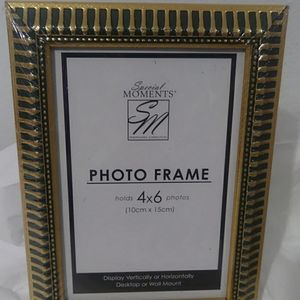 Special
MOMENTS®
SM
PHOTO FRAME
holds 4x6 photos
(10cm x 15cm)
Display Vertically or Horizontally
Desktop or Wall Mount